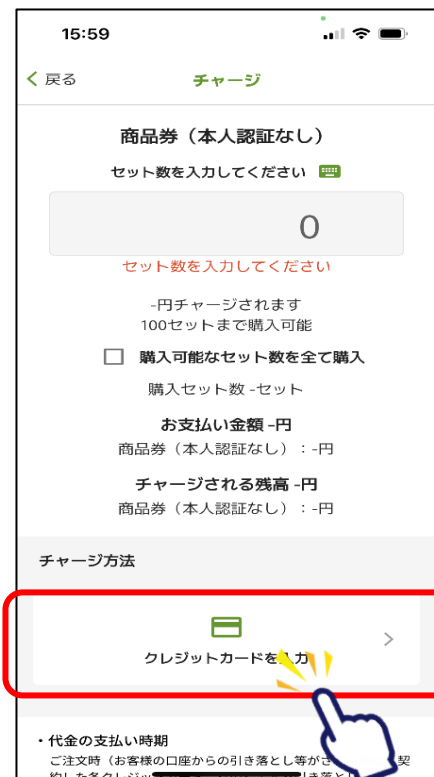 15:59
戻る
チャージ
商品券（本人認証なし）
セット数を入力してください
0
セット数を入力してください
-円チャージされます
100セットまで購入可能
購入可能なセット数を全て購入
購入セット数 -セット
お支払い金額 -円
商品券（本人認証なし）：-円
チャージされる残高 -円
商品券（本人認証なし）：-円
チャージ方法
クレジットカードを入力
・代金の支払い時期
ご注文時（お客様の口座からの引き落とし等が